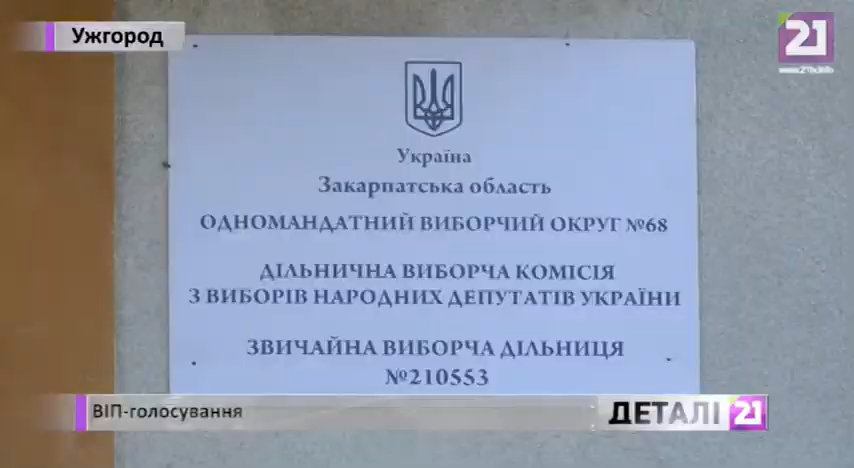 Ужгород
21
Україна
Закарпатська область
ОДНОМАНДАТНИЙ ВИБОРЧИЙ ОКРУГ №68
ДІЛЬНИЧНА ВИБОРЧА КОМІСІЯ
З ВИБОРІВ НАРОДНИХ ДЕПУТАТІВ УКРАЇНИ
ЗВИЧАЙНА ВИБОРЧА ДІЛЬНИЦЯ
№210553
ВІП-голосування
ДЕТАЛІ 21